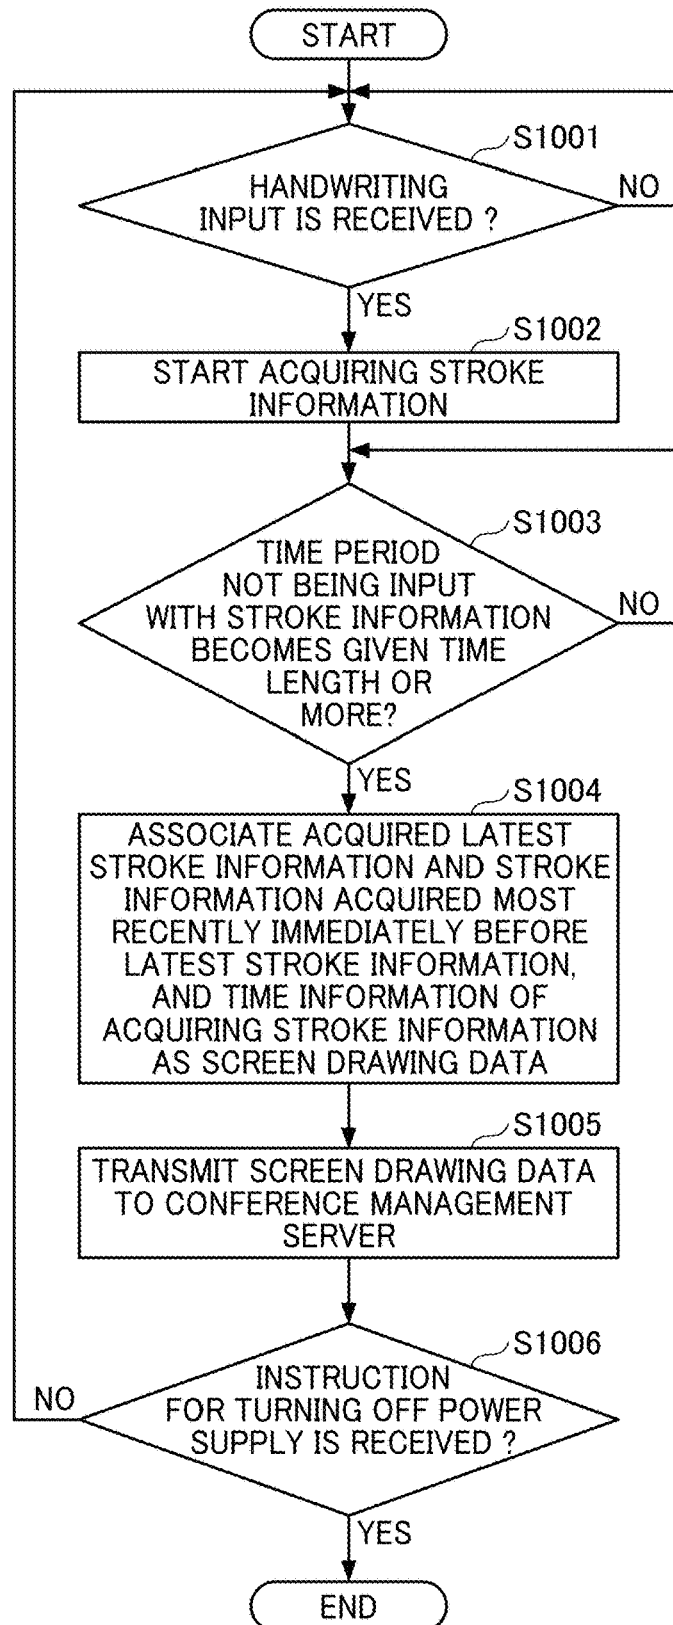 START
S1001
HANDWRITING
INPUT IS RECEIVED ?
NO
YES
S1002
START ACQUIRING STROKE
INFORMATION
S1003
TIME PERIOD
NOT BEING INPUT
WITH STROKE INFORMATION
BECOMES GIVEN TIME
LENGTH OR
MORE?
NO
YES
S1004
ASSOCIATE ACQUIRED LATEST
STROKE INFORMATION AND STROKE
INFORMATION ACQUIRED MOST
RECENTLY IMMEDIATELY BEFORE
LATEST STROKE INFORMATION,
AND TIME INFORMATION OF
ACQUIRING STROKE INFORMATION
AS SCREEN DRAWING DATA
S1005
TRANSMIT SCREEN DRAWING DATA
TO CONFERENCE MANAGEMENT
SERVER
S1006
INSTRUCTION
FOR TURNING OFF POWER
SUPPLY IS RECEIVED ?
NO
YES
END